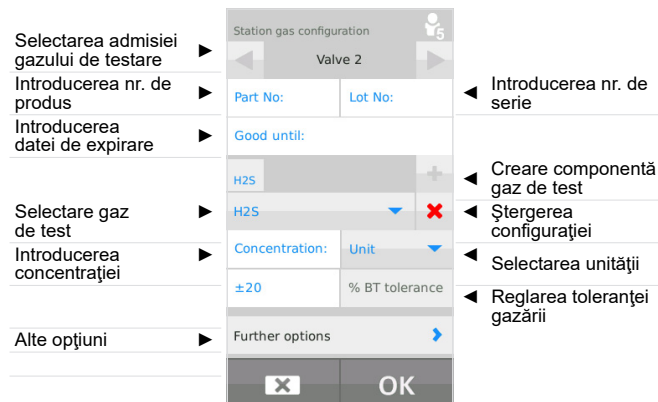 Station gas configuration
5
Valve 2
Selectarea admisiei
gazului de testare
Introducerea nr. de
produs
Part No:
Lot No:
Introducerea nr. de
serie
Introducerea
datei de expirare
Good until:
H2S
Creare componentă
gaz de test
Selectare gaz
de test
H2S
Ştergerea
configuraţiei
Introducerea
concentraţiei
Concentration:
Unit
Selectarea unităţii
±20
% BT tolerance
Reglarea toleranţei
gazării
Alte opţiuni
Further options
OK